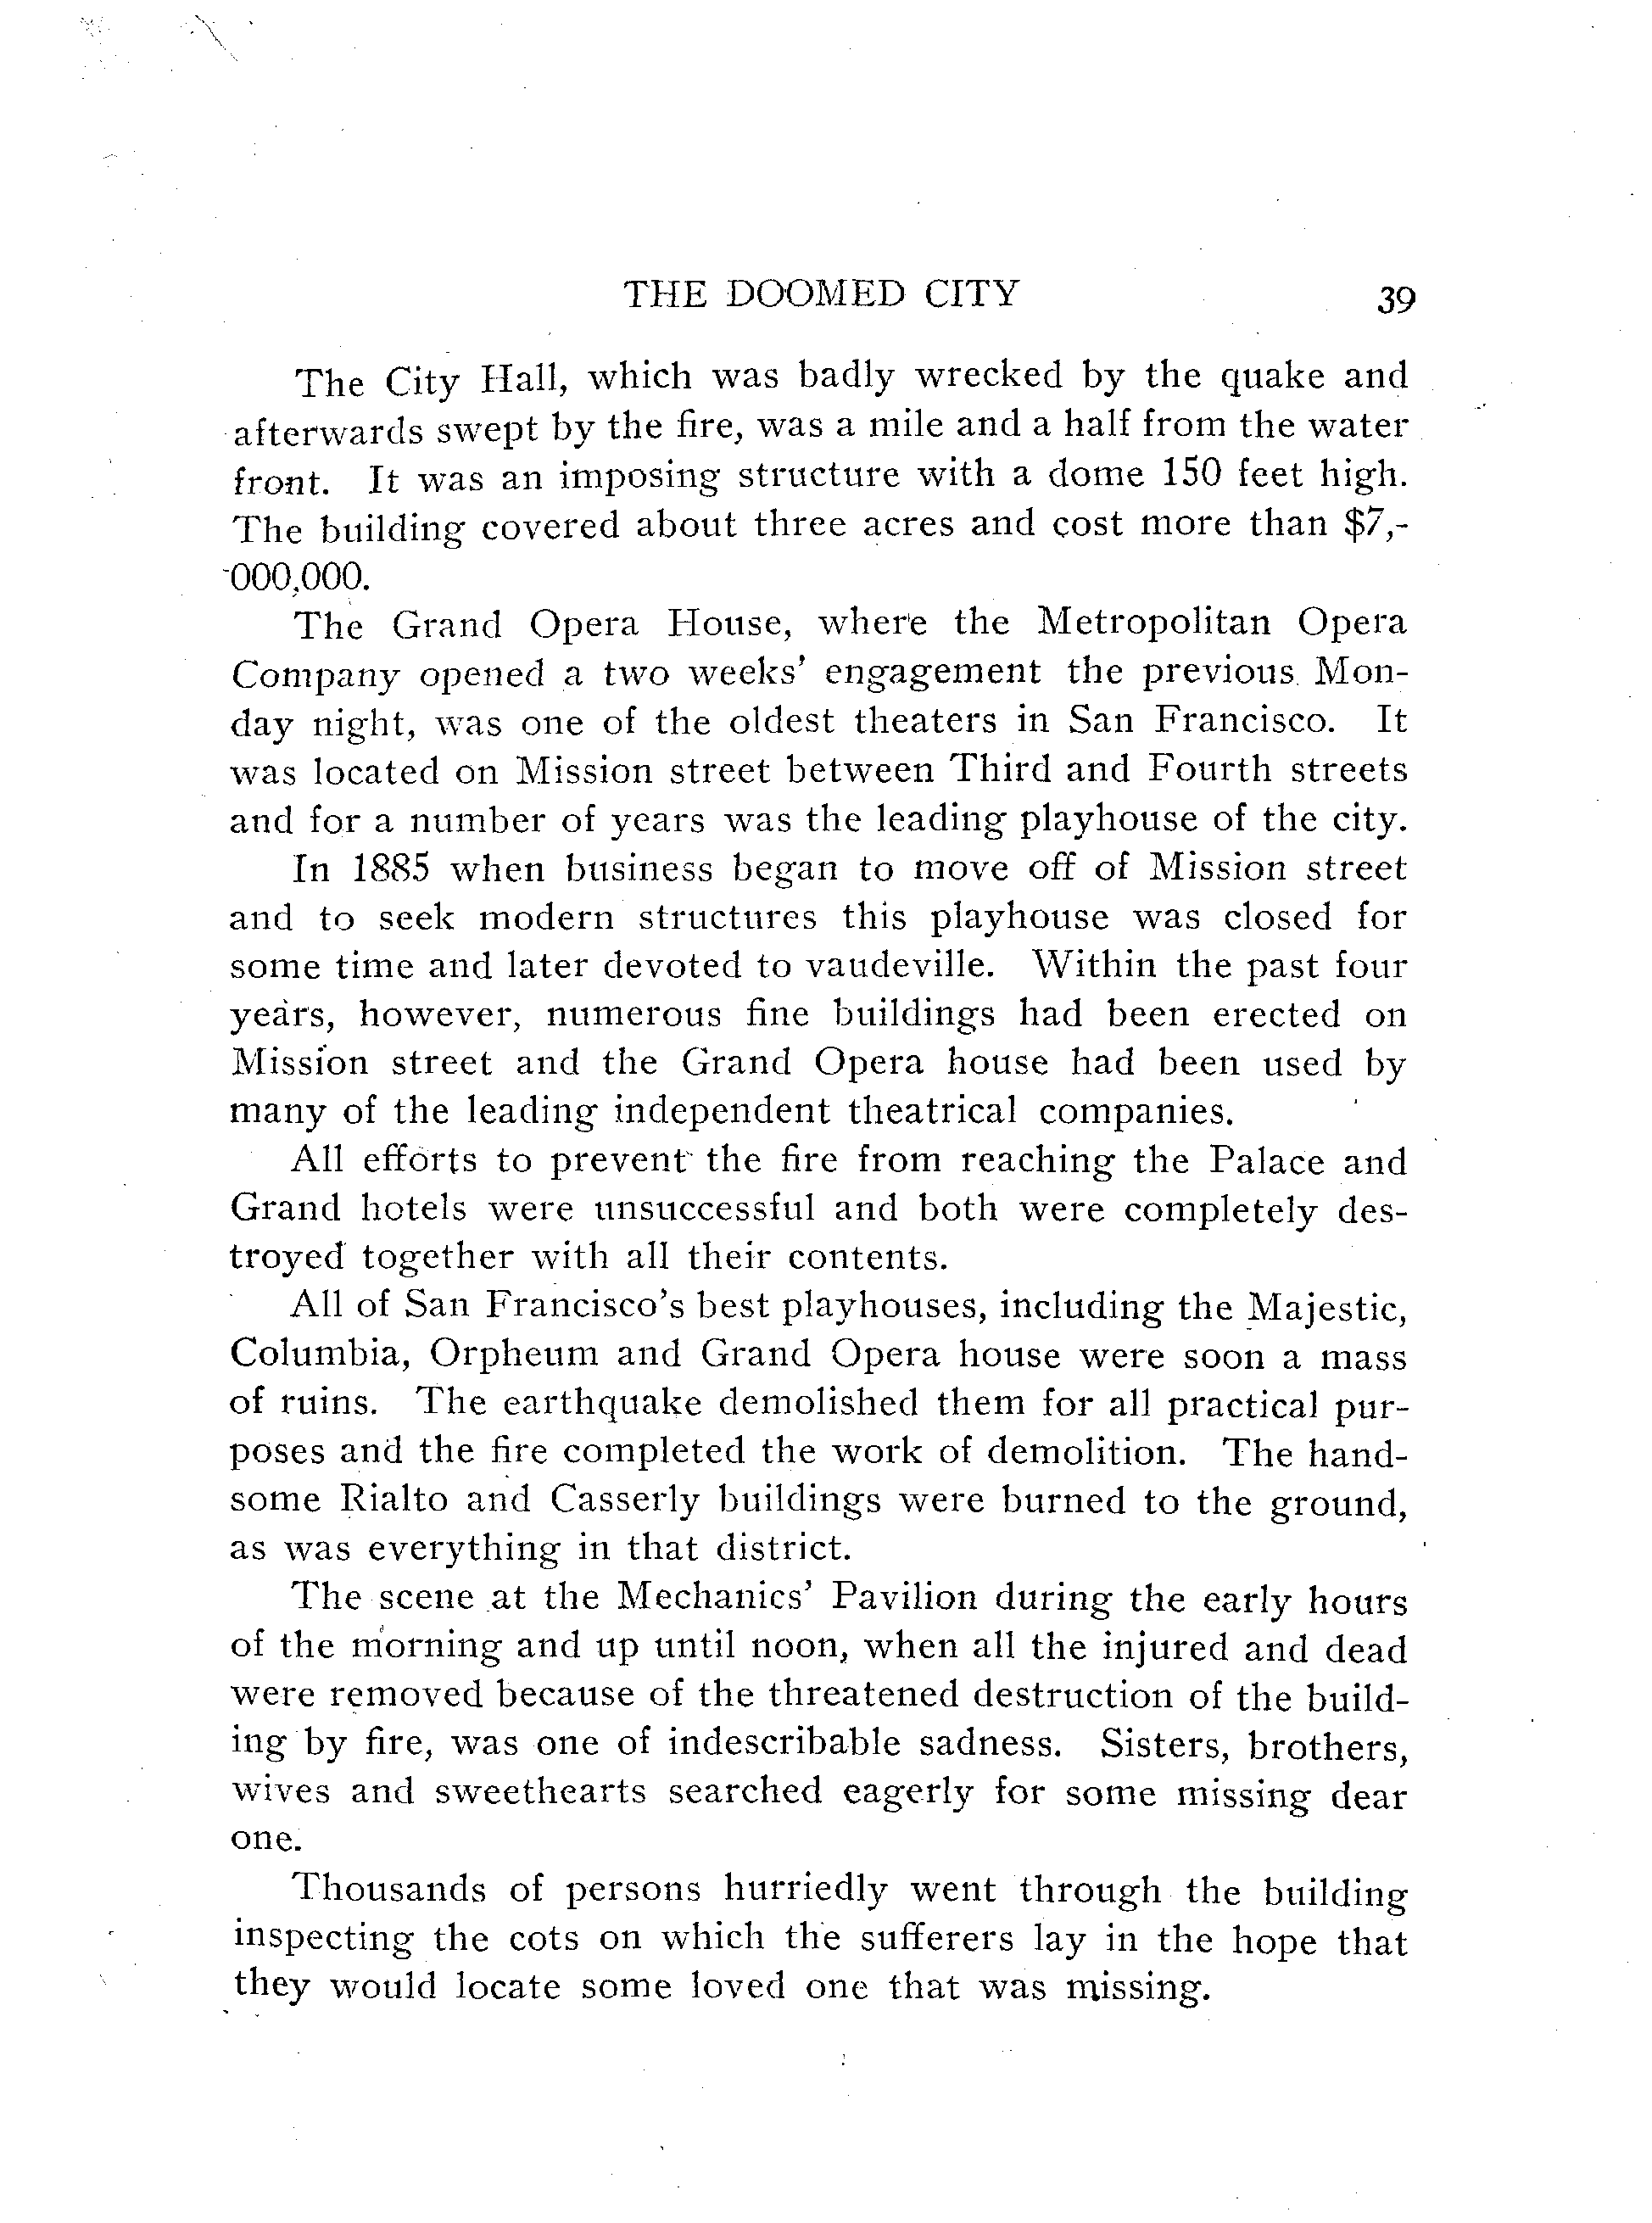 THE DOOMED CITY 39
The City Hall, which was badly wrecked by the quake and
afterwards swept by the fire, was a mile and a half from the water
front. It was an imposing structure with a dome 150 feet high.
The building covered about three acres and cost more than $7,-
000,000.
The Grand Opera House, where the Metropolitan Opera
Company opened a two weeks' engagement the previous Mon-
day night, was one of the oldest theaters in San Francisco. It
was located on Mission street between Third and Fourth streets
and for a number of years was the leading playhouse of the city.
In 1885 when business began to move off of Mission street
and to seek modern structures this playhouse was closed for
some time and later devoted to vaudeville. Within the past four
years, however, numerous fine buildings had been erected on
Mission street and the Grand Opera house had been used by
many of the leading independent theatrical companies.
All efforts to prevent the fire from reaching the Palace and
Grand hotels were unsuccessful and both were completely des-
troyed together with all their contents.
All of San Francisco's best playhouses, including the Majestic,
Columbia, Orpheum and Grand Opera house were soon a mass
of ruins. The earthquake demolished them for all practical pur-
poses and the fire completed the work of demolition. The hand-
some Rialto and Casserly buildings were burned to the ground,
as was everything in that district.
The scene at the Mechanics' Pavilion during the early hours
of the morning and up until noon, when all the injured and dead
were removed because of the threatened destruction of the build-
ing by fire, was one of indescribable sadness. Sisters, brothers,
wives and sweethearts searched eagerly for some missing dear
one.
Thousands of persons hurriedly went through the building
inspecting the cots on which the sufferers lay in the hope that
they would locate some loved one that was missing.